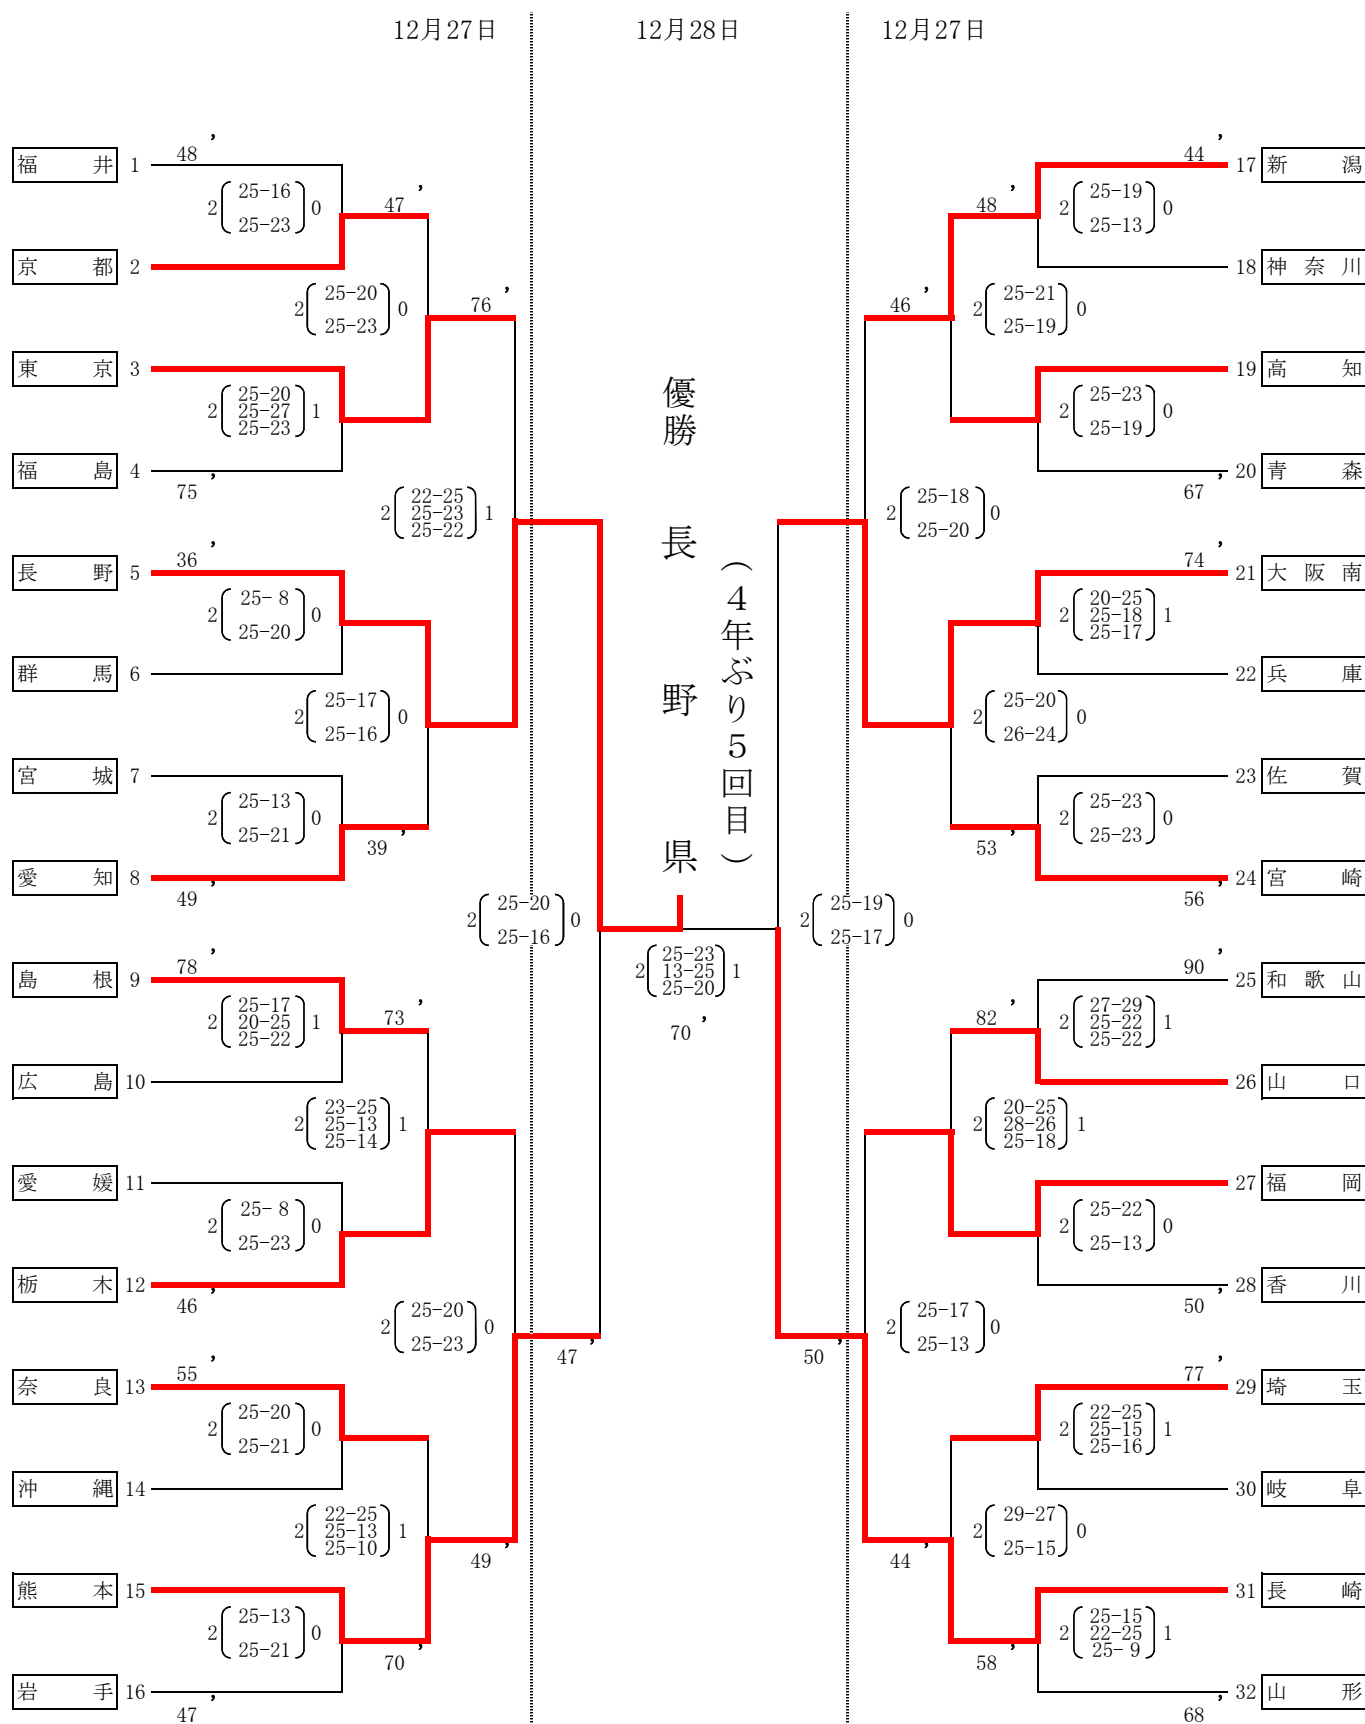 12月27日
12月28日
12月27日
福井 1
48’
2 25-16 25-23 0
京都 2
47’
2 25-20 25-23 0
76’
東京 3
2 25-20 25-27 25-23 1
福島 4
75’
2 22-25 25-23 25-22 1
長野 5
36’
2 25- 8 25-20 0
群馬 6
2 25-17 25-16 0
宮城 7
2 25-13 25-21 0
39’
愛知 8
49’
2 25-20 25-16 0
島根 9
78’
2 25-17 20-25 25-22 1
73’
広島 10
2 23-25 25-13 25-14 1
愛媛 11
2 25- 8 25-23 0
栃木 12
46’
2 25-20 25-23 0
47’
奈良 13
55’
2 25-20 25-21 0
沖縄 14
2 22-25 25-13 25-10 1
49’
熊本 15
2 25-13 25-21 0
70’
岩手 16
47’
優勝 長野県
（４年ぶり５回目）
2 25-23 13-25 25-20 1
70’
44’
17 新潟
2 25-19 25-13 0
48’
18 神奈川
46’
2 25-21 25-19 0
19 高知
2 25-23 25-19 0
20 青森
67’
2 25-18 25-20 0
74’
21 大阪南
2 20-25 25-18 25-17 1
22 兵庫
2 25-20 26-24 0
23 佐賀
2 25-23 25-23 0
53’
24 宮崎
56’
2 25-19 25-17 0
90’
25 和歌山
2 27-29 25-22 25-22 1
82’
26 山口
2 20-25 28-26 25-18 1
27 福岡
2 25-22 25-13 0
28 香川
50’
2 25-17 25-13 0
50’
77’
29 埼玉
2 22-25 25-15 25-16 1
30 岐阜
2 29-27 25-15 0
44’
31 長崎
2 25-15 22-25 25- 9 1
58’
32 山形
68’